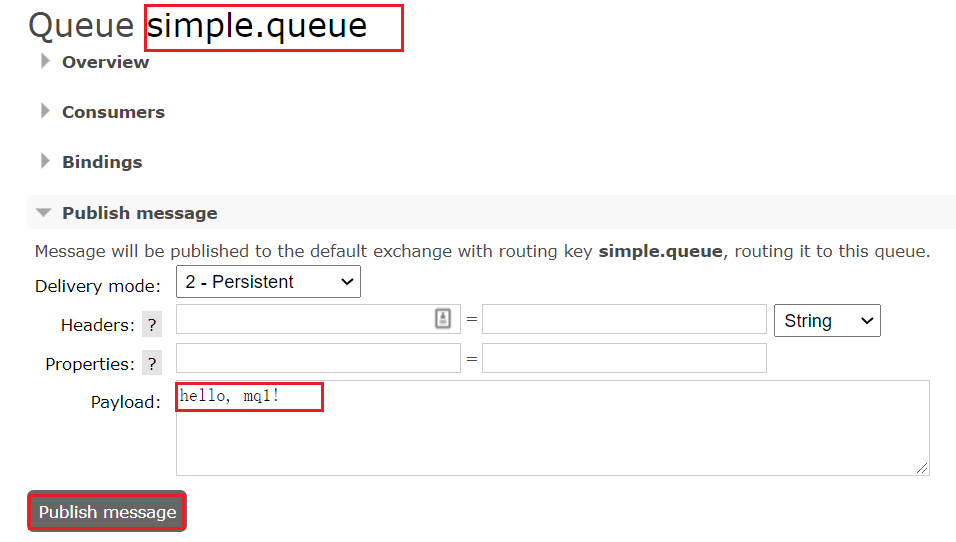 Queue simple.queue
Overview
Consumers
Bindings
Publish message
Message will be published to the default exchange with routing key simple.queue, routing it to this queue.
Delivery mode: 2 - Persistent
Headers: ? = String
Properties: ? =
Payload: hello, mq1!
Publish message